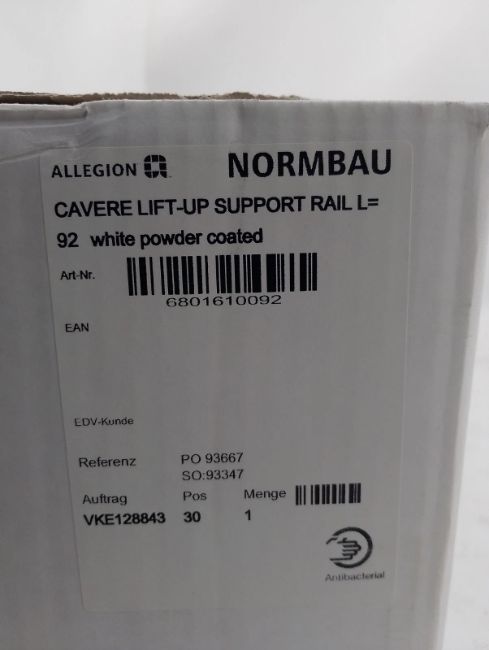 ALLEGION NORMBAU
CAVERE LIFT-UP SUPPORT RAIL L=
92 white powder coated
Art-Nr.
6801610092
EAN
EDV-Kunde
Referenz PO 93667
SO:93347
Auftrag Pos Menge
VKE128843 30 1
Antibacterial